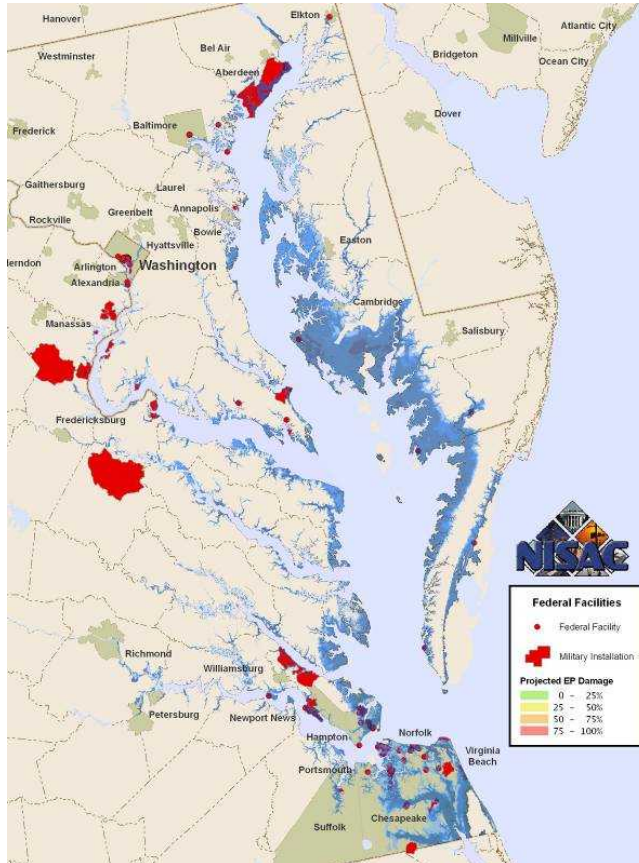 Hanover
Elkton
Atlantic City
Millville
Bridgeton
Ocean City
Westminster
Bel Air
Aberdeen
Dover
Baltimore
Frederick
Gaithersburg
Laurel
Annapolis
Rockville
Greenbelt
Bowie
Hyattsville
Easton
erndon
Arlington
Washington
Alexandria
Cambridge
Manassas
Salisbury
Fredericksburg
NISAC
Federal Facilities
Federal Facility
Military Installation
Projected EP Damage
0 - 25%
25 - 50%
50 - 75%
75 - 100%
Richmond
Williamsburg
Petersburg
Newport News
Hampton
Norfolk
Virginia
Beach
Portsmouth
Chesapeake
Suffolk